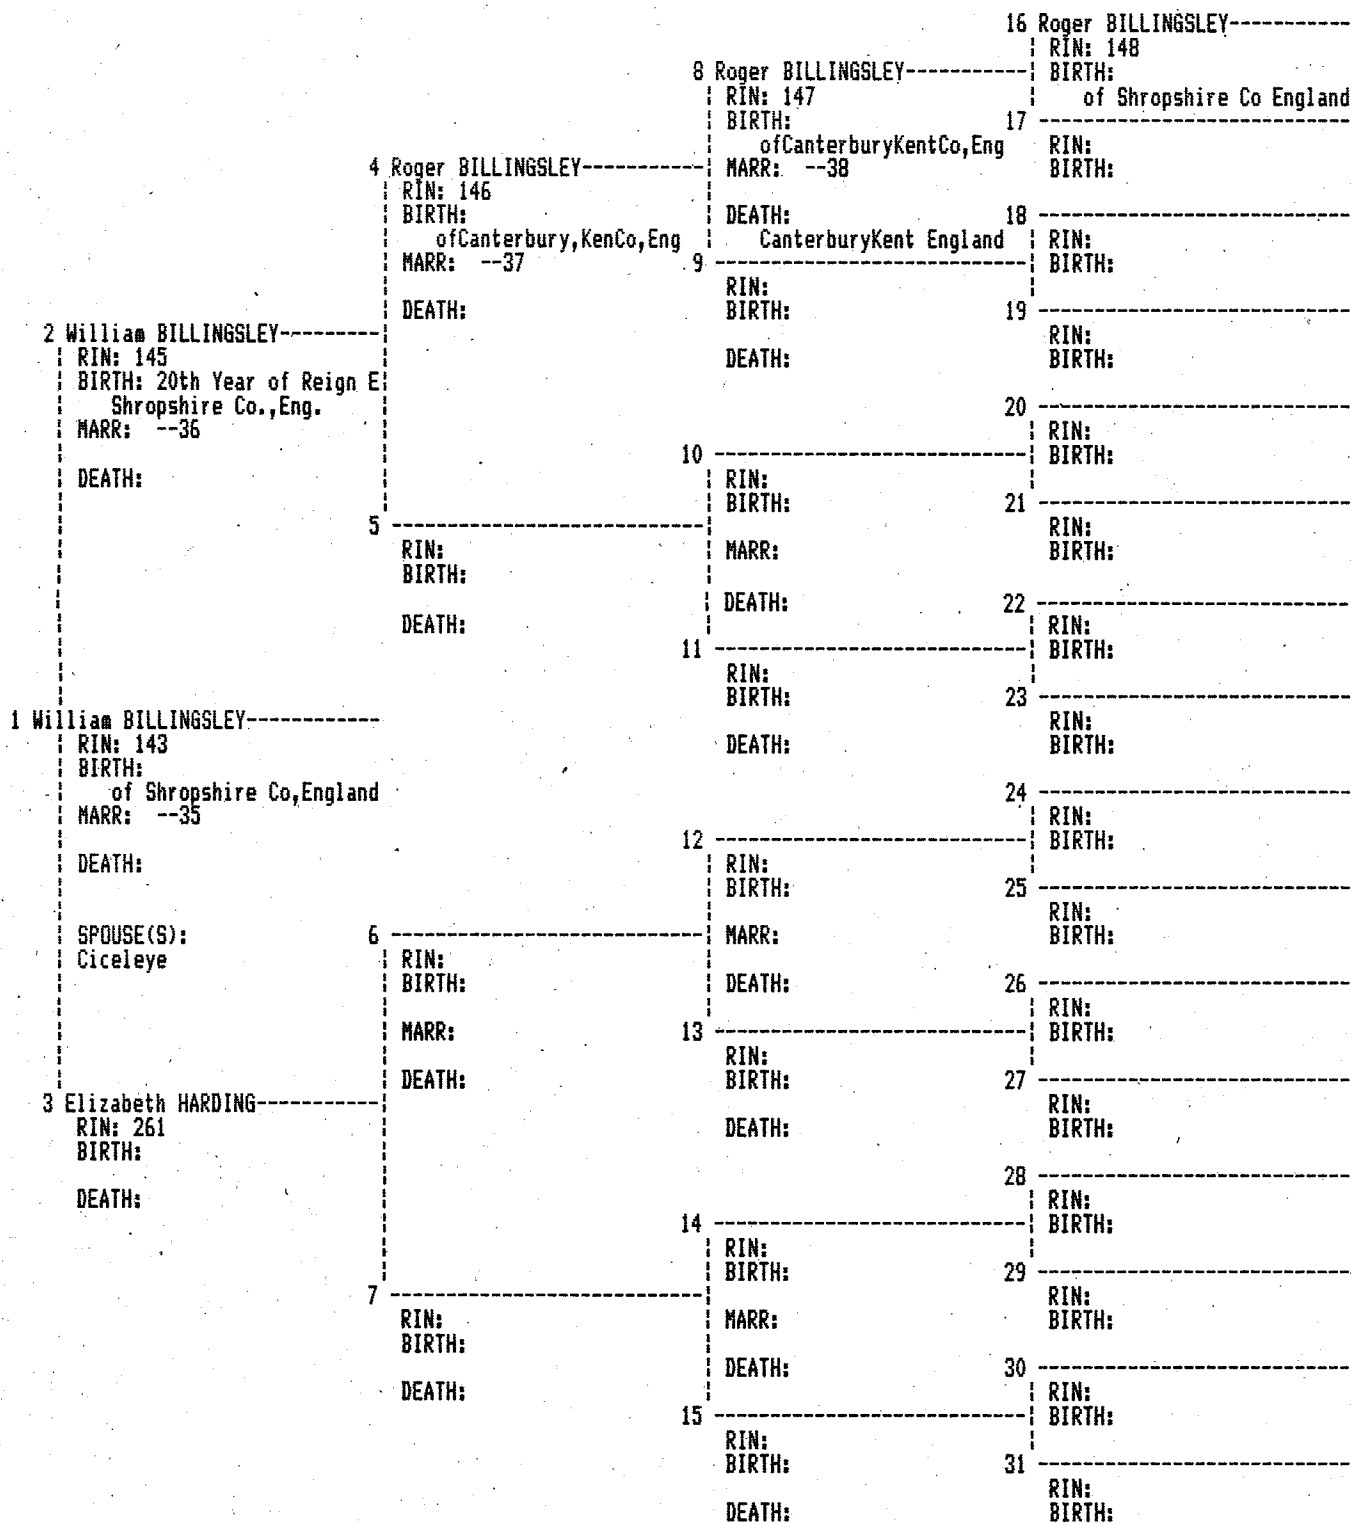 16 Roger BILLINGSLEY-----------
RIN: 148
8 Roger BILLINGSLEY-----------
BIRTH:
RIN: 147
of Shropshire Co England
BIRTH:
17 -----------------------------
ofCanterburyKentCo,Eng
RIN:
4 Roger BILLINGSLEY-----------
MARR: --38
BIRTH:
RIN: 146
BIRTH:
DEATH:
18 -----------------------------
ofCanterbury,KenCo,Eng
CanterburyKent England
RIN:
MARR: --37
9 -----------------------------
BIRTH:
RIN:
DEATH:
BIRTH:
19 -----------------------------
2 William BILLINGSLEY---------
RIN:
RIN: 145
DEATH:
BIRTH:
BIRTH: 20th Year of Reign E
Shropshire Co.,Eng.
20 -----------------------------
MARR: --36
RIN:
10 -----------------------------
BIRTH:
DEATH:
RIN:
BIRTH:
21 -----------------------------
5 -----------------------------
RIN:
RIN:
MARR:
BIRTH:
BIRTH:
DEATH:
22 -----------------------------
DEATH:
RIN:
11 -----------------------------
BIRTH:
RIN:
BIRTH:
23 -----------------------------
1 William BILLINGSLEY------------
RIN:
RIN: 143
DEATH:
BIRTH:
BIRTH:
of Shropshire Co,England
24 -----------------------------
MARR: --35
RIN:
12 -----------------------------
BIRTH:
DEATH:
RIN:
BIRTH:
25 -----------------------------
RIN:
SPOUSE(S):
6 -----------------------------
MARR:
BIRTH:
Ciceleye
RIN:
BIRTH:
DEATH:
26 -----------------------------
RIN:
MARR:
13 -----------------------------
BIRTH:
RIN:
DEATH:
BIRTH:
27 -----------------------------
3 Elizabeth HARDING-----------
RIN:
RIN: 261
DEATH:
BIRTH:
BIRTH:
28 -----------------------------
DEATH:
RIN:
14 -----------------------------
BIRTH:
RIN:
BIRTH:
29 -----------------------------
7 -----------------------------
RIN:
RIN:
MARR:
BIRTH:
BIRTH:
DEATH:
30 -----------------------------
DEATH:
RIN:
15 -----------------------------
BIRTH:
RIN:
BIRTH:
31 -----------------------------
RIN:
DEATH:
BIRTH: